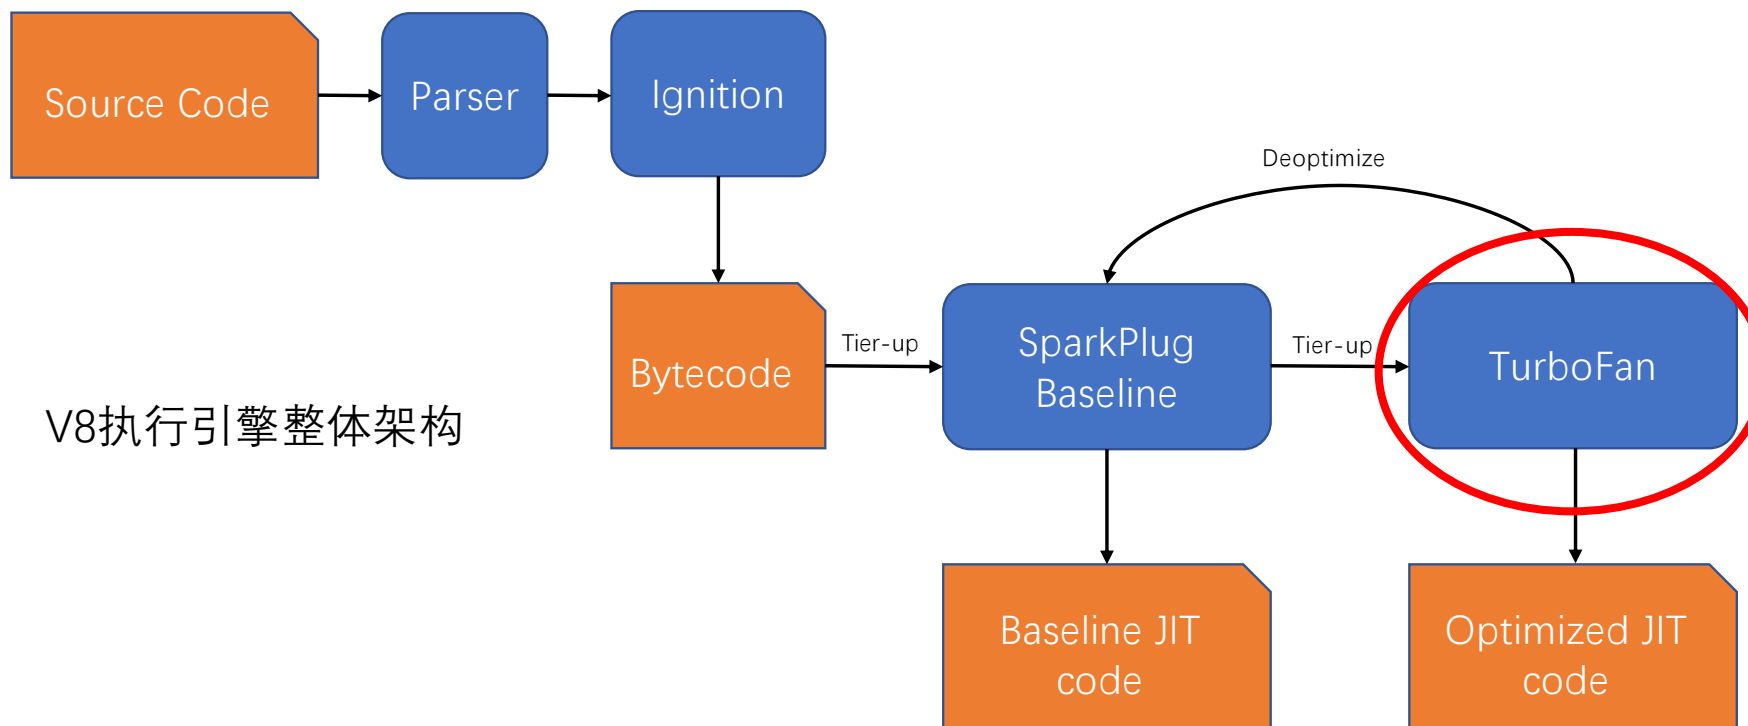 Source Code
Parser
Ignition
Deoptimize
Bytecode
Tier-up
SparkPlug
Baseline
Tier-up
TurboFan
V8执行引擎整体架构
Baseline JIT
code
Optimized JIT
code